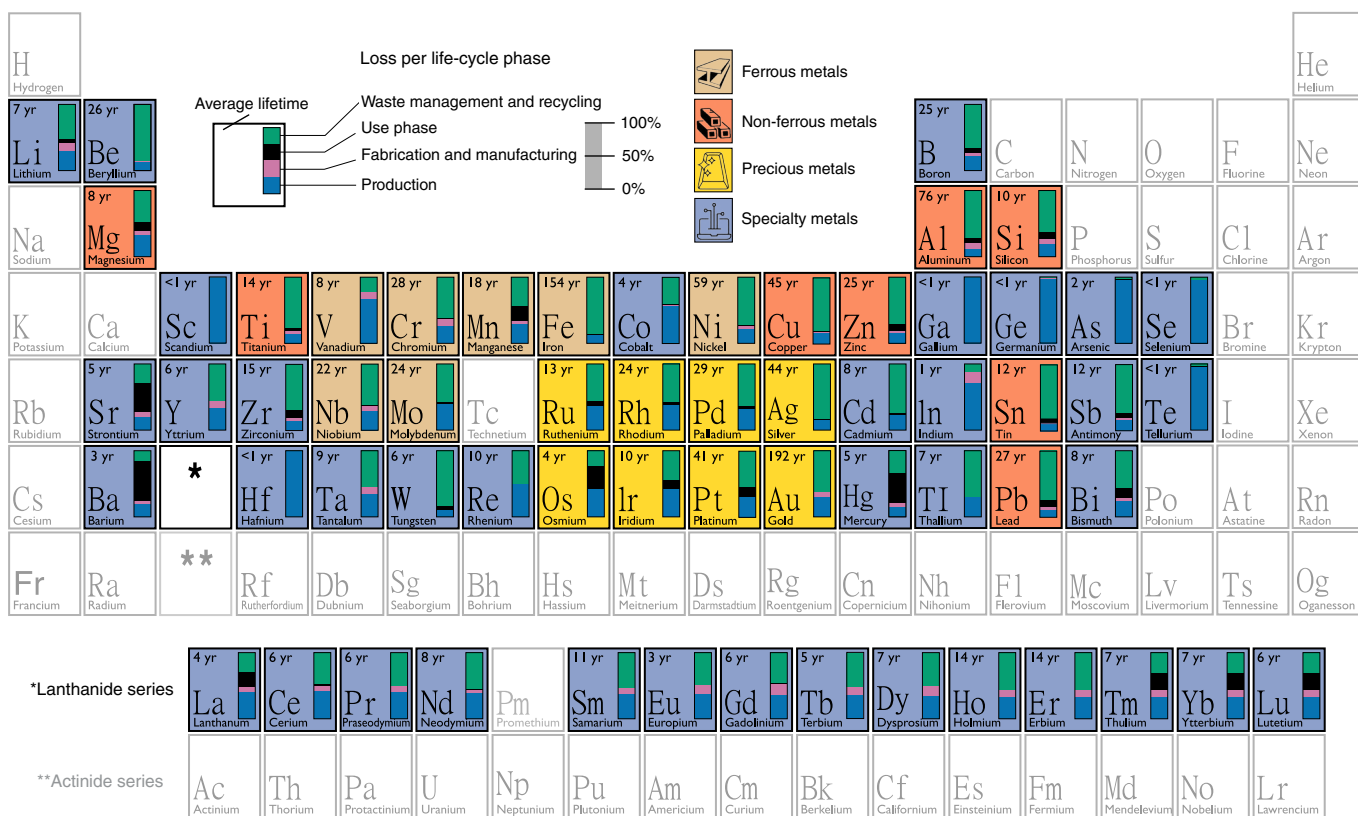 Loss per life-cycle phase
Average lifetime
Waste management and recycling
Use phase
Fabrication and manufacturing
Production
100%
50%
0%
Ferrous metals
Non-ferrous metals
Precious metals
Specialty metals
H
Hydrogen
He
Helium
7 yr
Li
Lithium
26 yr
Be
Beryllium
25 yr
B
Boron
C
Carbon
N
Nitrogen
O
Oxygen
F
Fluorine
Ne
Neon
Na
Sodium
8 yr
Mg
Magnesium
76 yr
Al
Aluminum
10 yr
Si
Silicon
P
Phosphorus
S
Sulfur
Cl
Chlorine
Ar
Argon
K
Potassium
Ca
Calcium
<1 yr
Sc
Scandium
14 yr
Ti
Titanium
8 yr
V
Vanadium
28 yr
Cr
Chromium
18 yr
Mn
Manganese
154 yr
Fe
Iron
4 yr
Co
Cobalt
59 yr
Ni
Nickel
45 yr
Cu
Copper
25 yr
Zn
Zinc
<1 yr
Ga
Gallium
<1 yr
Ge
Germanium
2 yr
As
Arsenic
<1 yr
Se
Selenium
Br
Bromine
Kr
Krypton
Rb
Rubidium
5 yr
Sr
Strontium
6 yr
Y
Yttrium
15 yr
Zr
Zirconium
22 yr
Nb
Niobium
24 yr
Mo
Molybdenum
Tc
Technetium
13 yr
Ru
Ruthenium
24 yr
Rh
Rhodium
29 yr
Pd
Palladium
44 yr
Ag
Silver
8 yr
Cd
Cadmium
1 yr
In
Indium
12 yr
Sn
Tin
12 yr
Sb
Antimony
<1 yr
Te
Tellurium
I
Iodine
Xe
Xenon
Cs
Cesium
3 yr
Ba
Barium
*
<1 yr
Hf
Hafnium
9 yr
Ta
Tantalum
6 yr
W
Tungsten
10 yr
Re
Rhenium
4 yr
Os
Osmium
10 yr
Ir
Iridium
41 yr
Pt
Platinum
192 yr
Au
Gold
5 yr
Hg
Mercury
7 yr
TI
Thallium
27 yr
Pb
Lead
8 yr
Bi
Bismuth
Po
Polonium
At
Astatine
Rn
Radon
Fr
Francium
Ra
Radium
**
Rf
Rutherfordium
Db
Dubnium
Sg
Seaborgium
Bh
Bohrium
Hs
Hassium
Mt
Meitnerium
Ds
Darmstadtium
Rg
Roentgenium
Cn
Copernicium
Nh
Nihonium
Fl
Flerovium
Mc
Moscovium
Lv
Livermorium
Ts
Tennessine
Og
Oganesson
*Lanthanide series
4 yr
La
Lanthanum
6 yr
Ce
Cerium
6 yr
Pr
Praseodymium
8 yr
Nd
Neodymium
Pm
Promethium
11 yr
Sm
Samarium
3 yr
Eu
Europium
6 yr
Gd
Gadolinium
5 yr
Tb
Terbium
7 yr
Dy
Dysprosium
14 yr
Ho
Holmium
14 yr
Er
Erbium
7 yr
Tm
Thulium
7 yr
Yb
Ytterbium
6 yr
Lu
Lutetium
**Actinide series
Ac
Actinium
Th
Thorium
Pa
Protactinium
U
Uranium
Np
Neptunium
Pu
Plutonium
Am
Americium
Cm
Curium
Bk
Berkelium
Cf
Californium
Es
Einsteinium
Fm
Fermium
Md
Mendelevium
No
Nobelium
Lr
Lawrencium